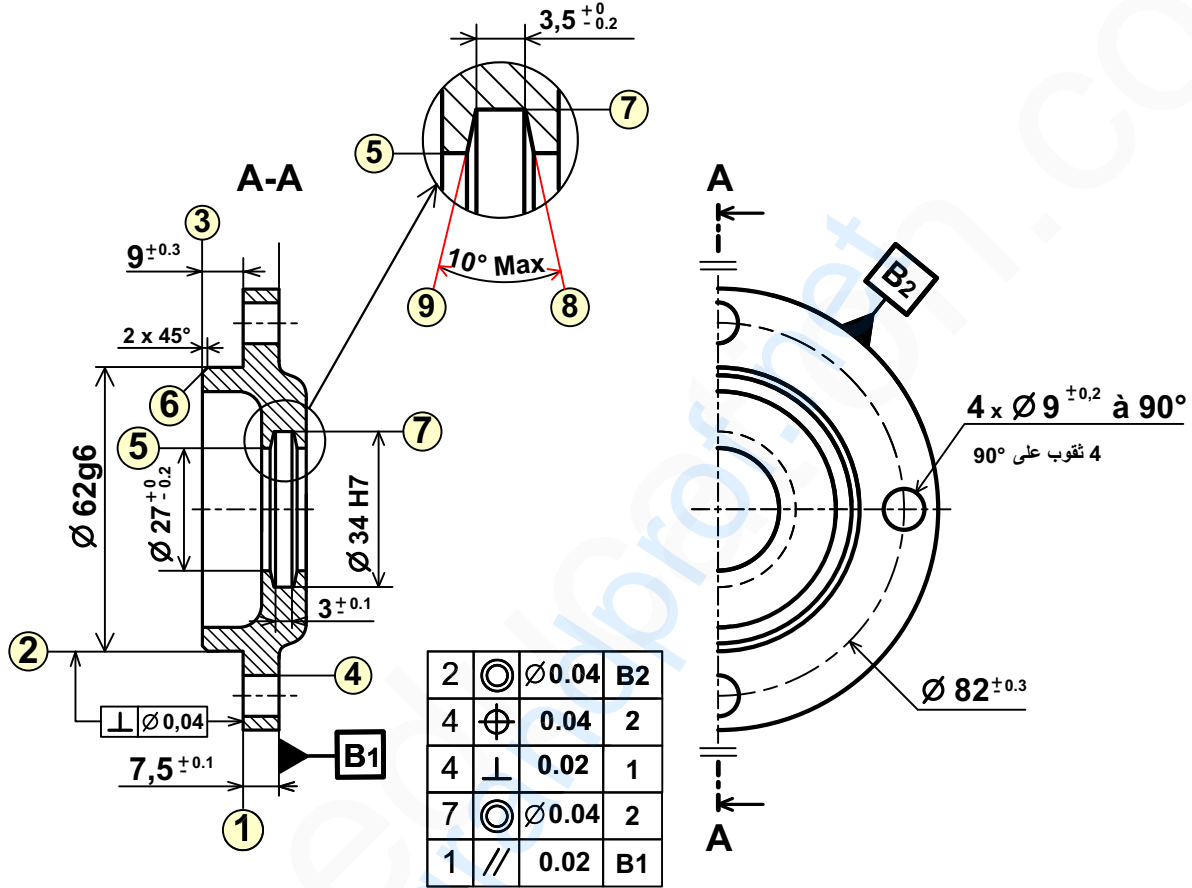 3,5 +0 -0.2
7
5
A-A
A
3
9 ±0.3
10° Max
B2
9
8
2 x 45°
6
4 x Ø 9 ±0,2 à 90°
4 ثقوب على 90°
5
7
Ø 62g6
Ø 27 +0 -0.2
Ø 34 H7
3 ±0.1
2
4
2 ◎ Ø 0.04 B2
4 ⌖ 0.04 2
4 ⊥ 0.02 1
7 ◎ Ø 0.04 2
1 // 0.02 B1
Ø 82 ±0.3
⊥ Ø 0,04
B1
7,5 ±0.1
1
A